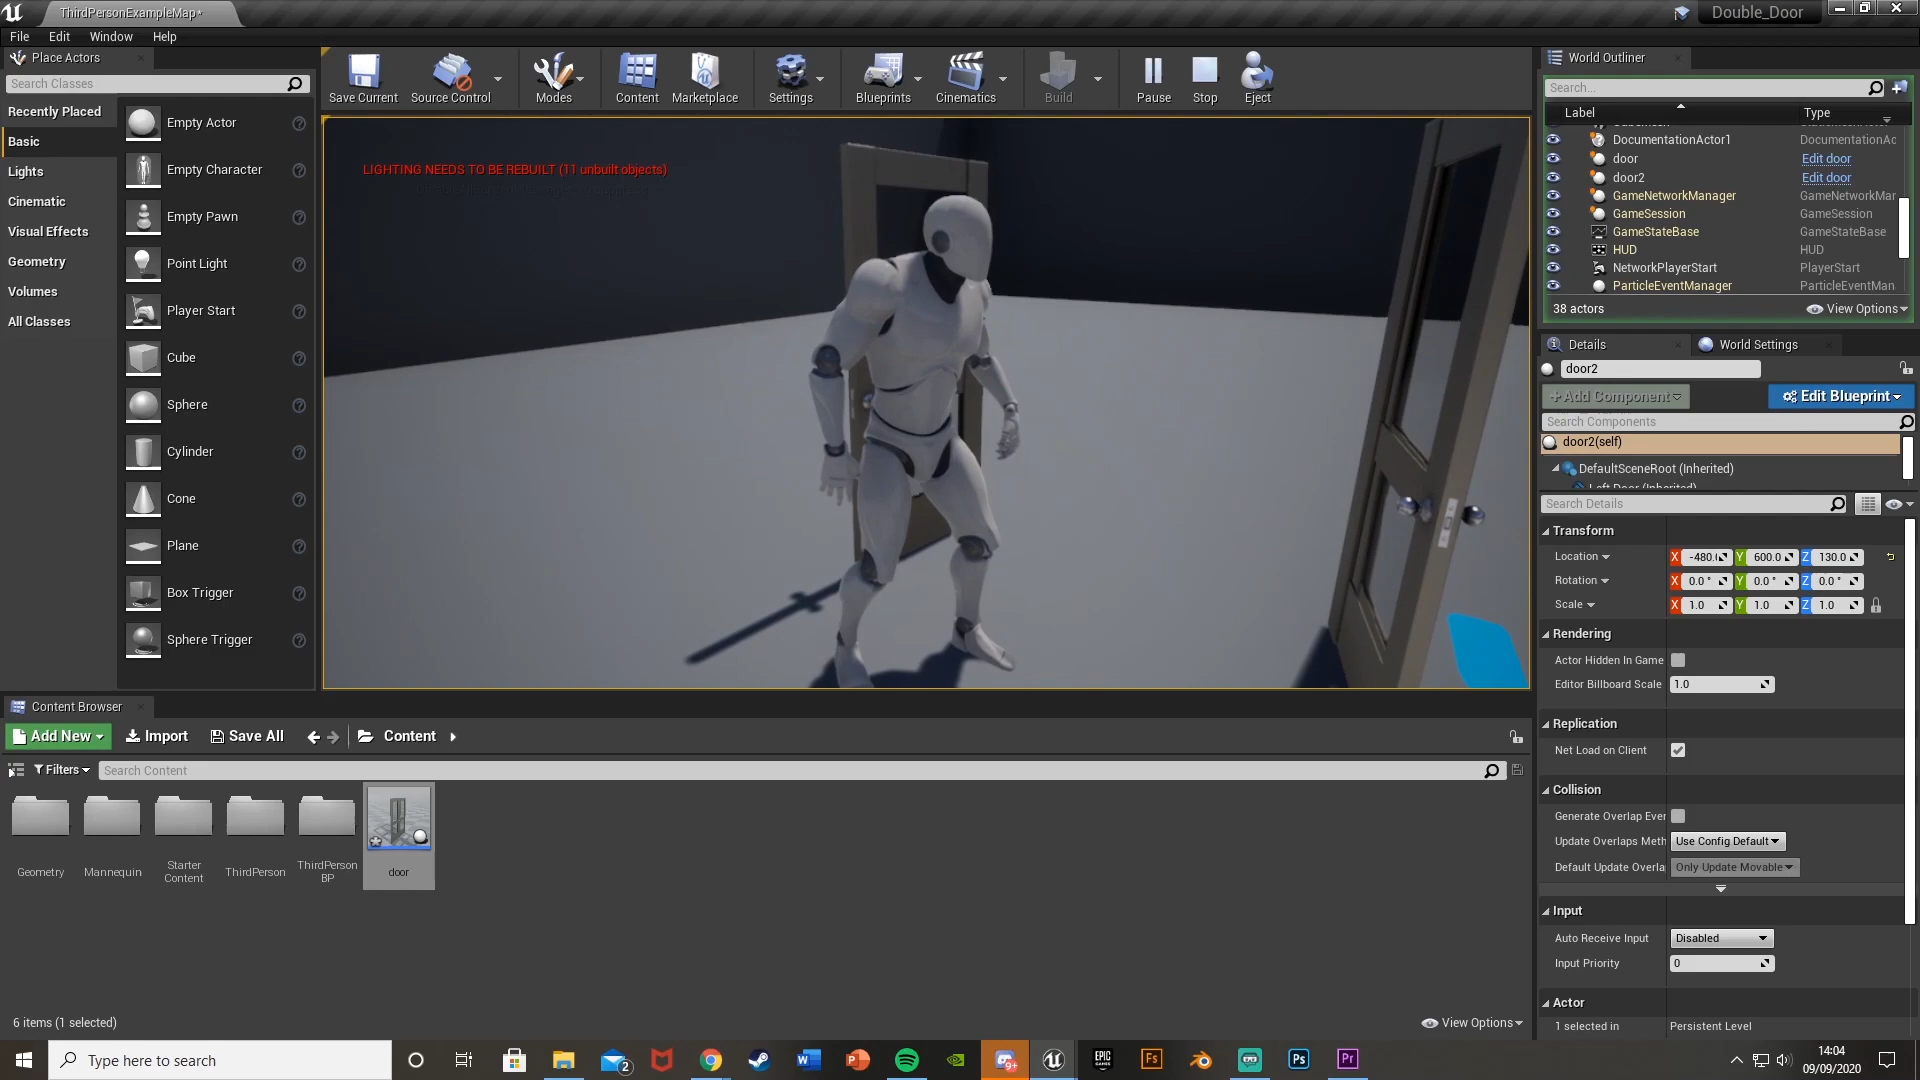 ThirdPersonExampleMap*
Double_Door
File Edit Window Help
Place Actors
Search Classes
Recently Placed
Basic
Lights
Cinematic
Visual Effects
Geometry
Volumes
All Classes
Empty Actor
Empty Character
Empty Pawn
Point Light
Player Start
Cube
Sphere
Cylinder
Cone
Plane
Box Trigger
Sphere Trigger
Save Current
Source Control
Modes
Content
Marketplace
Settings
Blueprints
Cinematics
Build
Pause
Stop
Eject
LIGHTING NEEDS TO BE REBUILT (11 unbuilt objects)
World Outliner
Search...
Label Type
DocumentationActor1 DocumentationAc
door Edit door
door2 Edit door
GameNetworkManager GameNetworkMar
GameSession GameSession
GameStateBase GameStateBase
HUD HUD
NetworkPlayerStart PlayerStart
ParticleEventManager ParticleEventMan
38 actors View Options
Details World Settings
door2
+Add Component Edit Blueprint
Search Components
door2(self)
DefaultSceneRoot (Inherited)
Left Door (Inherited)
Search Details
Transform
Location X -480.0 Y 600.0 Z 130.0
Rotation X 0.0 ° Y 0.0 ° Z 0.0 °
Scale X 1.0 Y 1.0 Z 1.0
Rendering
Actor Hidden In Game
Editor Billboard Scale 1.0
Replication
Net Load on Client
Collision
Generate Overlap Ever
Update Overlaps Meth Use Config Default
Default Update Overla Only Update Movable
Input
Auto Receive Input Disabled
Input Priority 0
Actor
1 selected in Persistent Level
Content Browser
Add New Import Save All Content
Filters Search Content
Geometry
Mannequin
Starter
Content
ThirdPerson
ThirdPerson
BP
door
6 items (1 selected)
View Options
Type here to search
2
W
P
9+
EPIC
GAMES
Fs
Ps
Pr
14:04
09/09/2020